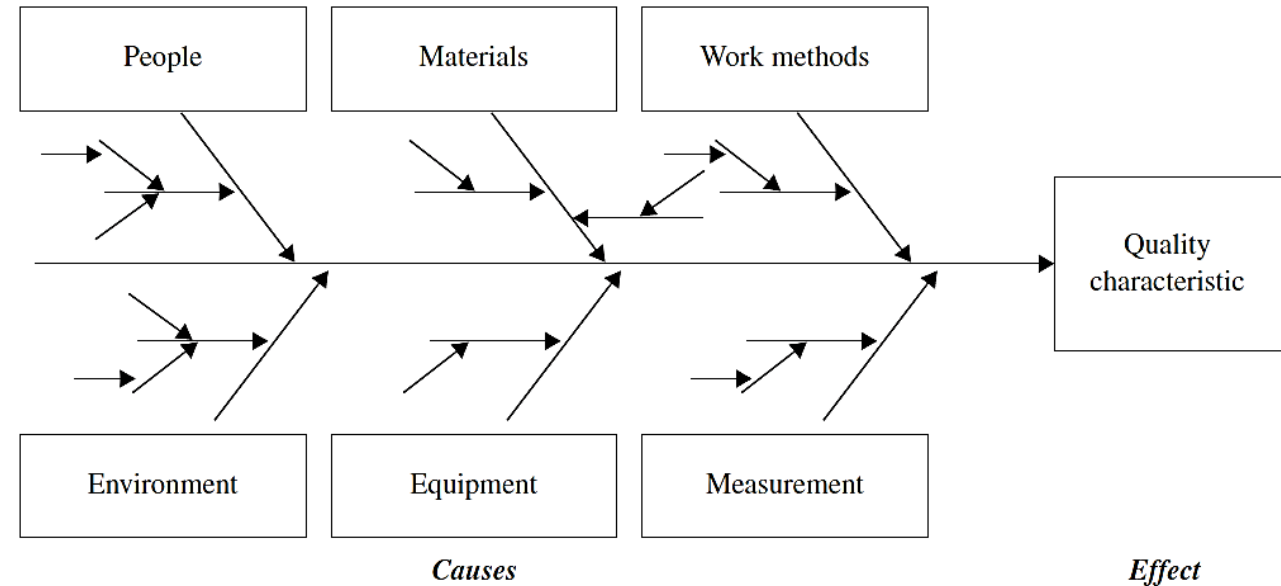 People
Materials
Work methods
Quality
characteristic
Environment
Equipment
Measurement
Causes
Effect